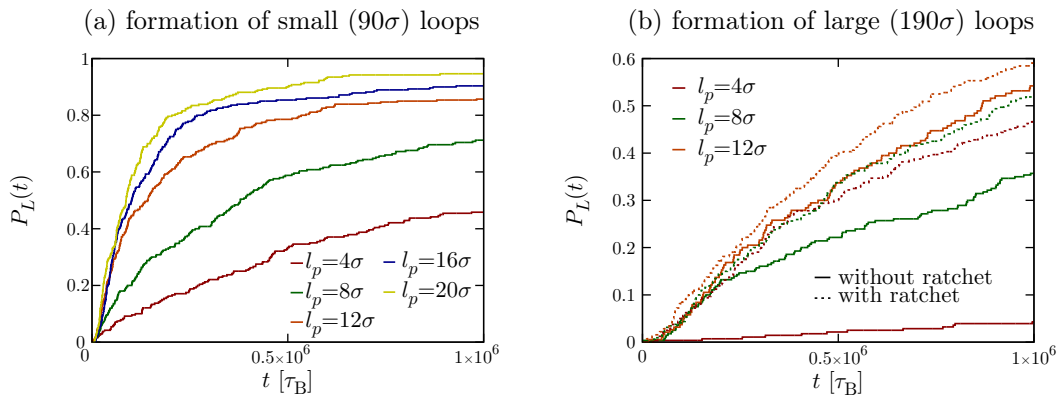 (a) formation of small (90σ) loops
(b) formation of large (190σ) loops
1
0.8
0.6
0.4
0.2
0
P_L(t)
l_p=4σ
l_p=8σ
l_p=12σ
l_p=16σ
l_p=20σ
0
0.5×10^6
1×10^6
t [τ_B]
0.6
0.5
0.4
0.3
0.2
0.1
0
P_L(t)
l_p=4σ
l_p=8σ
l_p=12σ
without ratchet
with ratchet
0
0.5×10^6
1×10^6
t [τ_B]